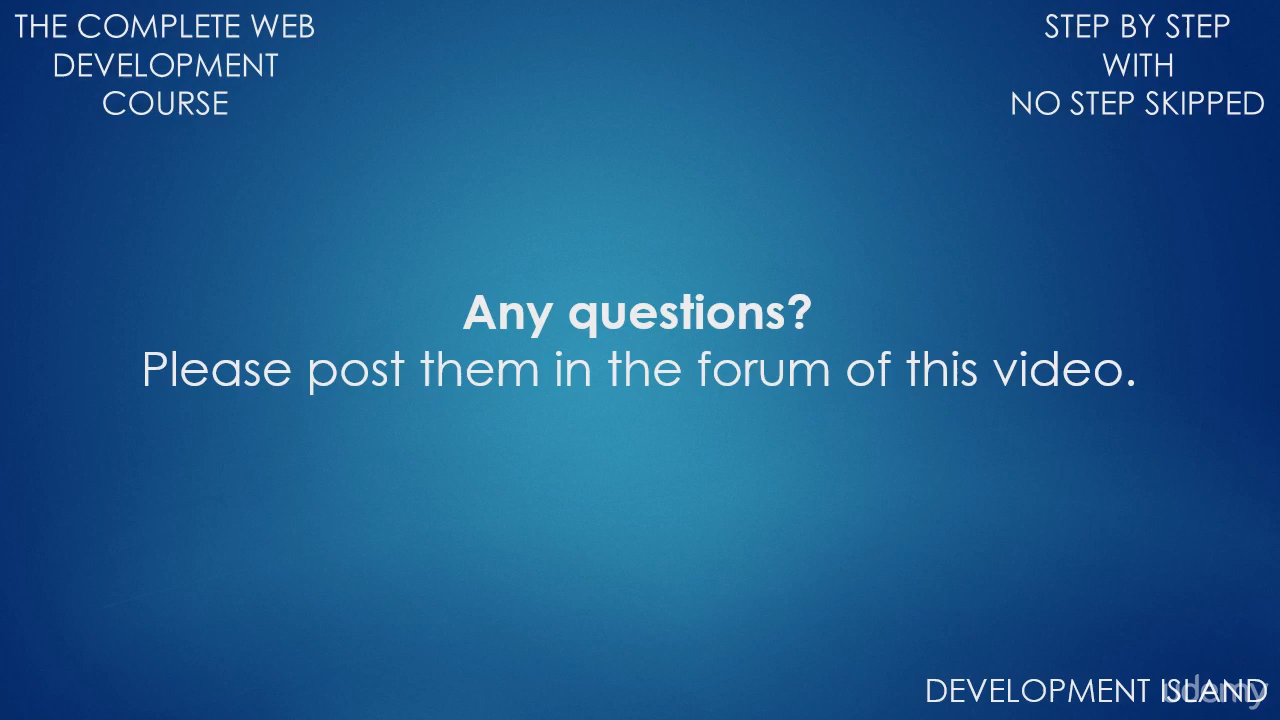 THE COMPLETE WEB
DEVELOPMENT
COURSE
STEP BY STEP
WITH
NO STEP SKIPPED
Any questions?
Please post them in the forum of this video.
DEVELOPMENT ISLAND
udemy